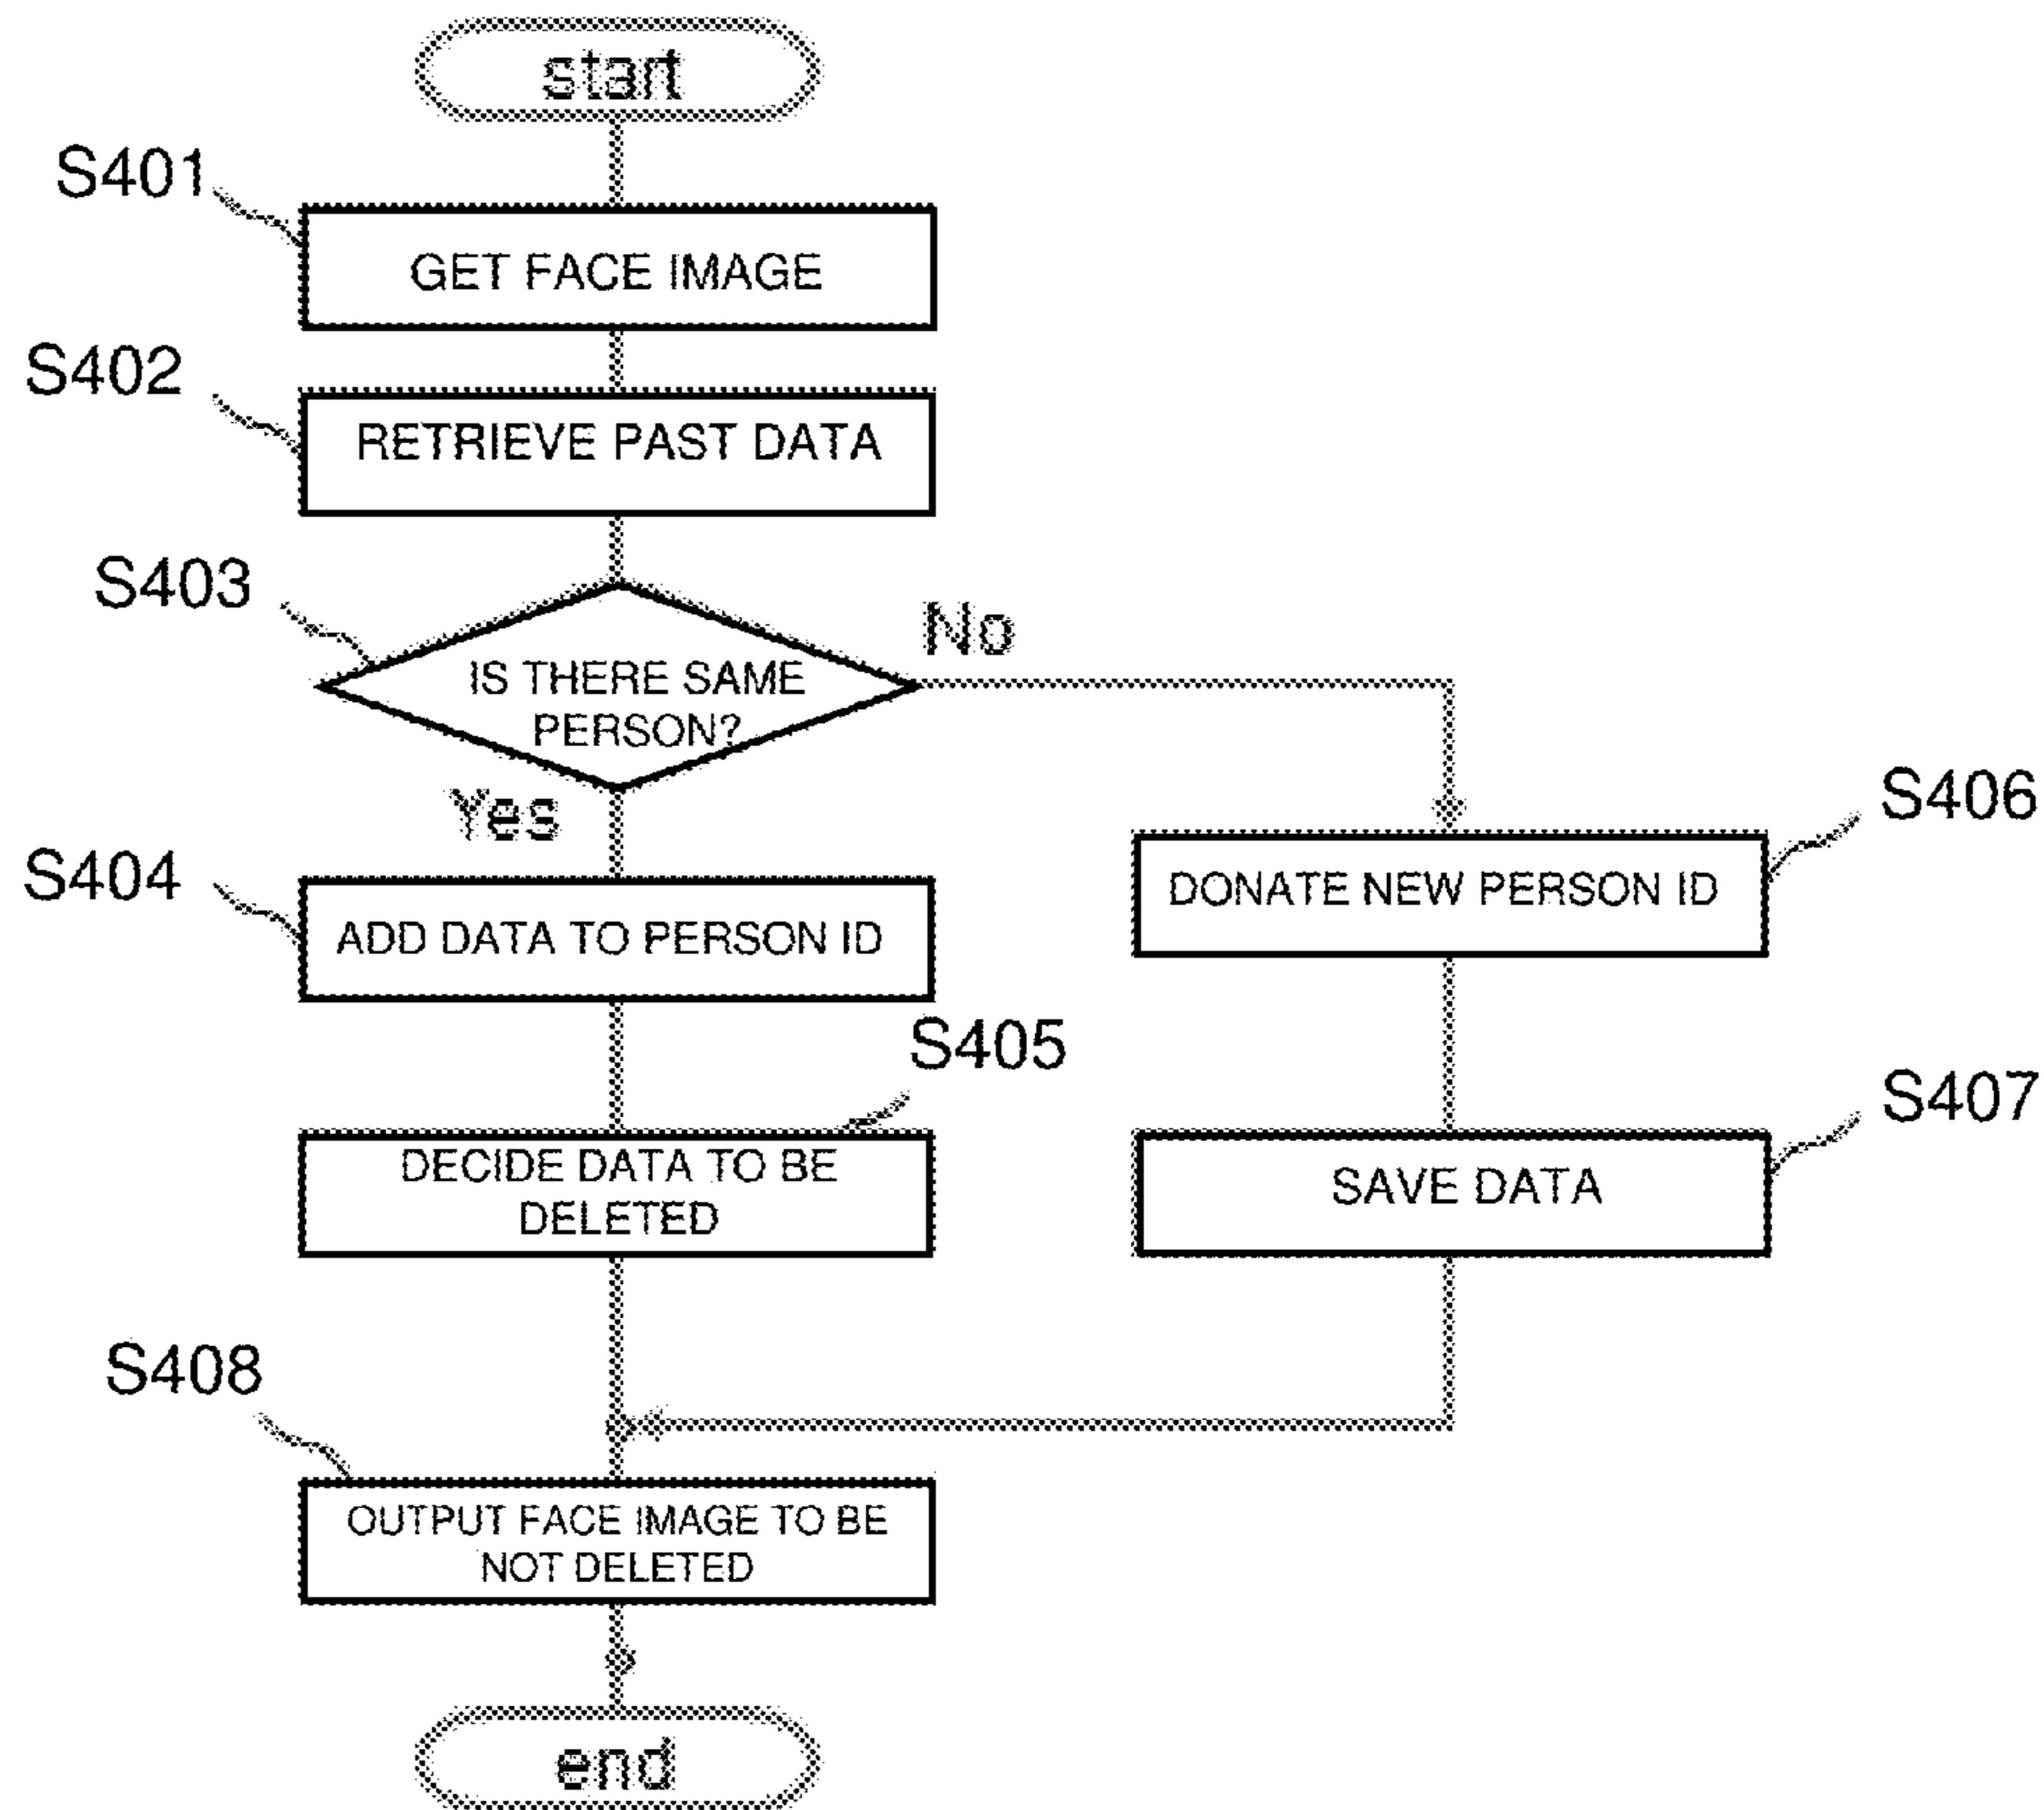 start
S401
GET FACE IMAGE
S402
RETRIEVE PAST DATA
S403
No
IS THERE SAME
PERSON?
Yes
S406
DONATE NEW PERSON ID
S404
ADD DATA TO PERSON ID
S405
S407
DECIDE DATA TO BE
DELETED
SAVE DATA
S408
OUTPUT FACE IMAGE TO BE
NOT DELETED
end